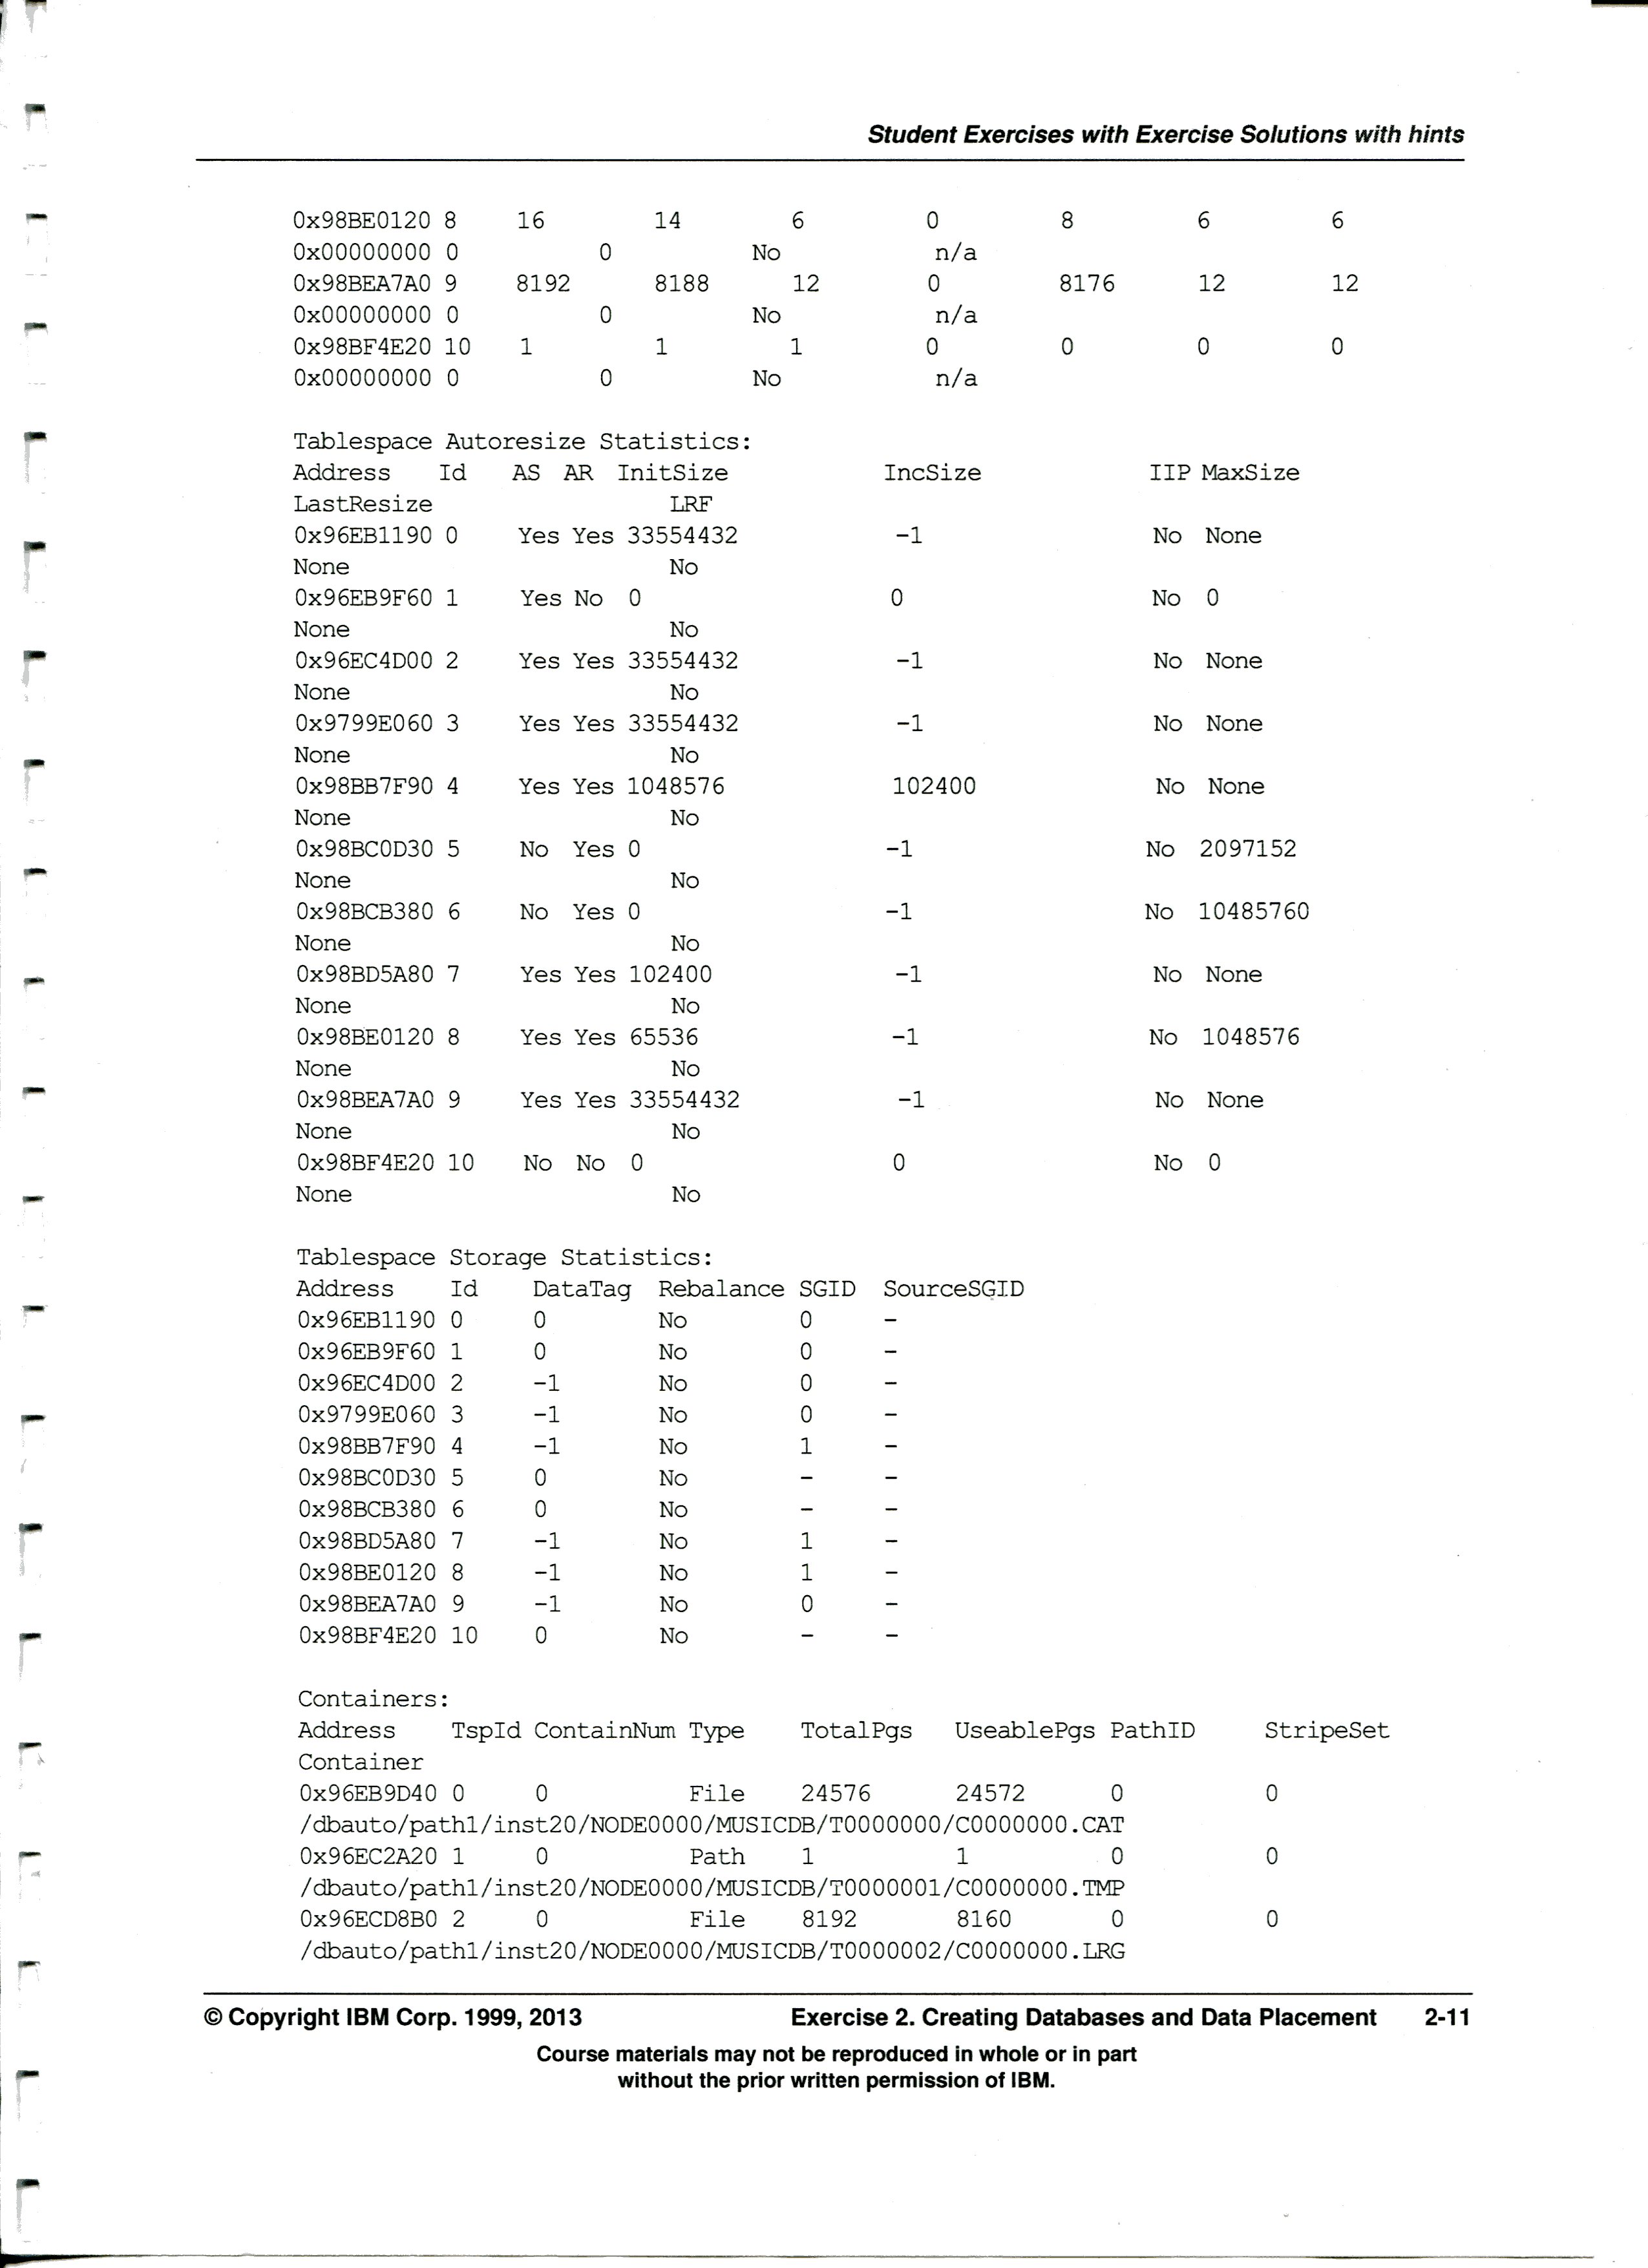 Student Exercises with Exercise Solutions with hints
0x98BE0120 8 16 14 6 0 8 6 6
0x00000000 0 0 No n/a
0x98BEA7A0 9 8192 8188 12 0 8176 12 12
0x00000000 0 0 No n/a
0x98BF4E20 10 1 1 1 0 0 0 0
0x00000000 0 0 No n/a
Tablespace Autoresize Statistics:
Address Id AS AR InitSize IncSize IIP MaxSize
LastResize LRF
0x96EB1190 0 Yes Yes 33554432 -1 No None
None No
0x96EB9F60 1 Yes No 0 0 No 0
None No
0x96EC4D00 2 Yes Yes 33554432 -1 No None
None No
0x9799E060 3 Yes Yes 33554432 -1 No None
None No
0x98BB7F90 4 Yes Yes 1048576 102400 No None
None No
0x98BC0D30 5 No Yes 0 -1 No 2097152
None No
0x98BCB380 6 No Yes 0 -1 No 10485760
None No
0x98BD5A80 7 Yes Yes 102400 -1 No None
None No
0x98BE0120 8 Yes Yes 65536 -1 No 1048576
None No
0x98BEA7A0 9 Yes Yes 33554432 -1 No None
None No
0x98BF4E20 10 No No 0 0 No 0
None No
Tablespace Storage Statistics:
Address Id DataTag Rebalance SGID SourceSGID
0x96EB1190 0 0 No 0 -
0x96EB9F60 1 0 No 0 -
0x96EC4D00 2 -1 No 0 -
0x9799E060 3 -1 No 0 -
0x98BB7F90 4 -1 No 1 -
0x98BC0D30 5 0 No - -
0x98BCB380 6 0 No - -
0x98BD5A80 7 -1 No 1 -
0x98BE0120 8 -1 No 1 -
0x98BEA7A0 9 -1 No 0 -
0x98BF4E20 10 0 No - -
Containers:
Address TspId ContainNum Type TotalPgs UseablePgs PathID StripeSet
Container
0x96EB9D40 0 0 File 24576 24572 0 0
/dbauto/path1/inst20/NODE0000/MUSICDB/T0000000/C0000000.CAT
0x96EC2A20 1 0 Path 1 1 0 0
/dbauto/path1/inst20/NODE0000/MUSICDB/T0000001/C0000000.TMP
0x96ECD8B0 2 0 File 8192 8160 0 0
/dbauto/path1/inst20/NODE0000/MUSICDB/T0000002/C0000000.LRG
© Copyright IBM Corp. 1999, 2013 Exercise 2. Creating Databases and Data Placement 2-11
Course materials may not be reproduced in whole or in part
without the prior written permission of IBM.